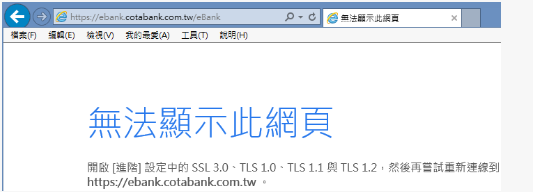 https://ebank.cotabank.com.tw/eBank
無法顯示此網頁
檔案(F) 編輯(E) 檢視(V) 我的最愛(A) 工具(T) 說明(H)
無法顯示此網頁
開啟 [進階] 設定中的 SSL 3.0、TLS 1.0、TLS 1.1 與 TLS 1.2，然後再嘗試重新連線到
https://ebank.cotabank.com.tw 。